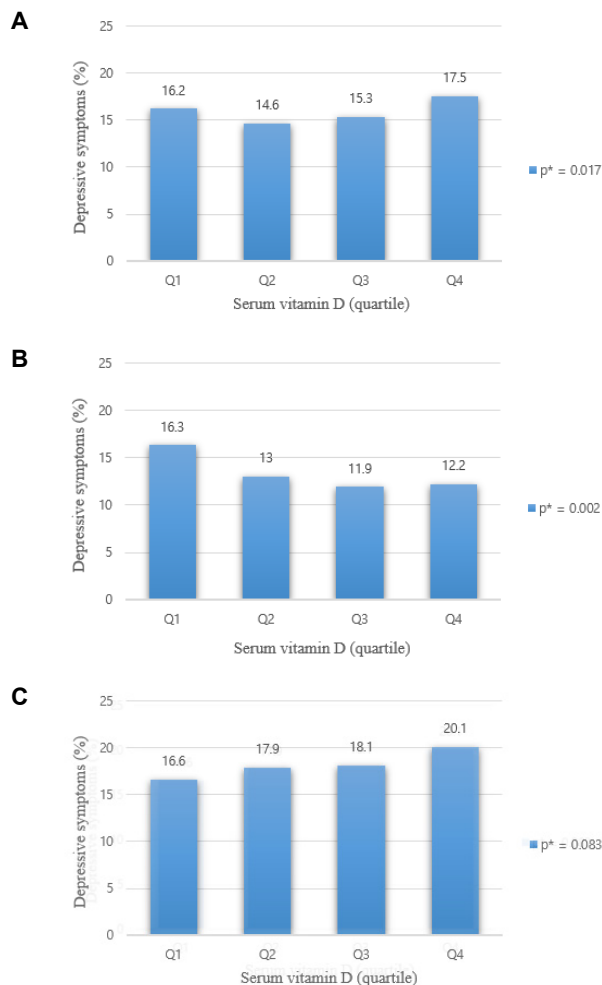 A
Depressive symptoms (%)
25
20
15
10
5
0
16.2
14.6
15.3
17.5
Q1
Q2
Q3
Q4
Serum vitamin D (quartile)
p* = 0.017
B
Depressive symptoms (%)
25
20
15
10
5
0
16.3
13
11.9
12.2
Q1
Q2
Q3
Q4
Serum vitamin D (quartile)
p* = 0.002
C
Depressive symptoms (%)
25
20
15
10
5
0
16.6
17.9
18.1
20.1
Q1
Q2
Q3
Q4
Serum vitamin D (quartile)
p* = 0.083